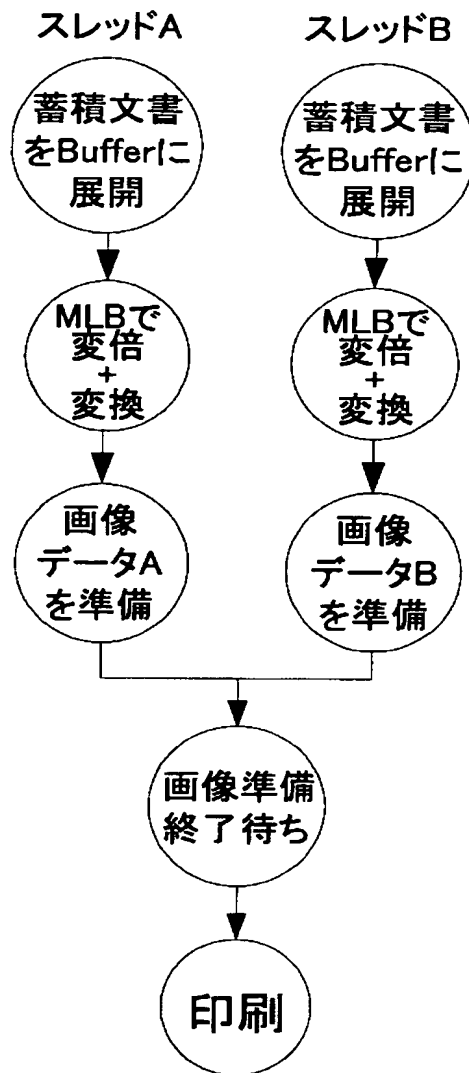 スレッドA
蓄積文書
をBufferに
展開
MLBで
変倍
+
変換
画像
データA
を準備
スレッドB
蓄積文書
をBufferに
展開
MLBで
変倍
+
変換
画像
データB
を準備
画像準備
終了待ち
印刷